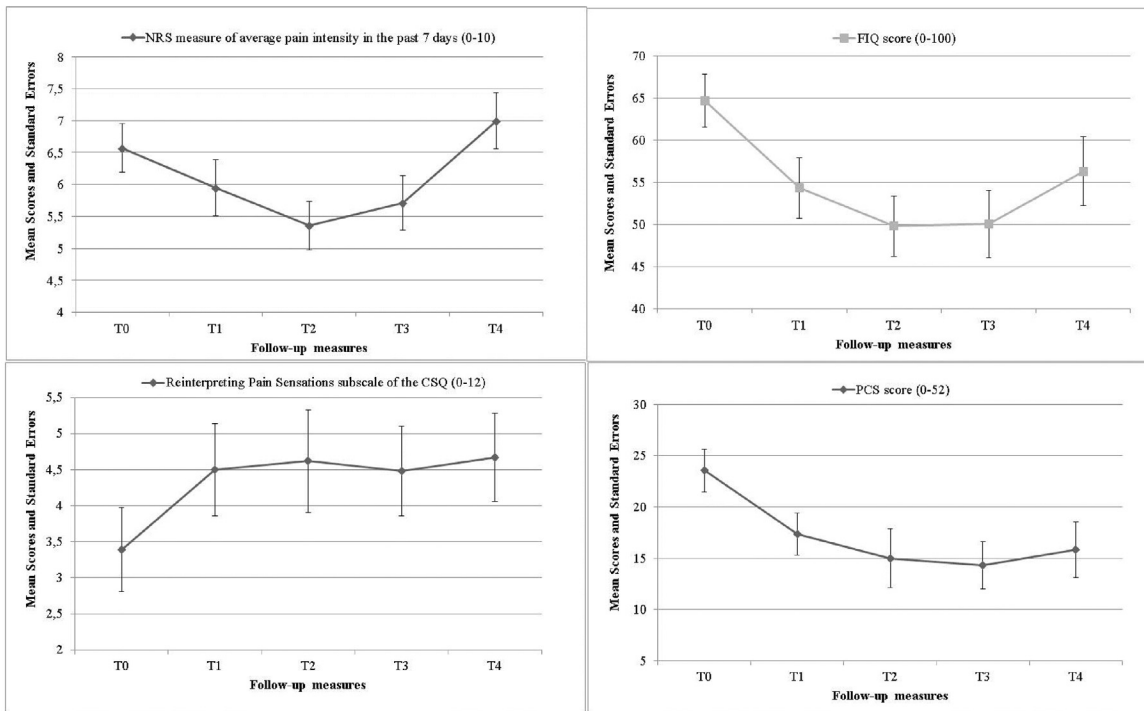 NRS measure of average pain intensity in the past 7 days (0-10)
Mean Scores and Standard Errors
8
7,5
7
6,5
6
5,5
5
4,5
4
T0 T1 T2 T3 T4
Follow-up measures
FIQ score (0-100)
Mean Scores and Standard Errors
70
65
60
55
50
45
40
T0 T1 T2 T3 T4
Follow-up measures
Reinterpreting Pain Sensations subscale of the CSQ (0-12)
Mean Scores and Standard Errors
5,5
5
4,5
4
3,5
3
2,5
2
T0 T1 T2 T3 T4
Follow-up measures
PCS score (0-52)
Mean Scores and Standard Errors
30
25
20
15
10
5
T0 T1 T2 T3 T4
Follow-up measures